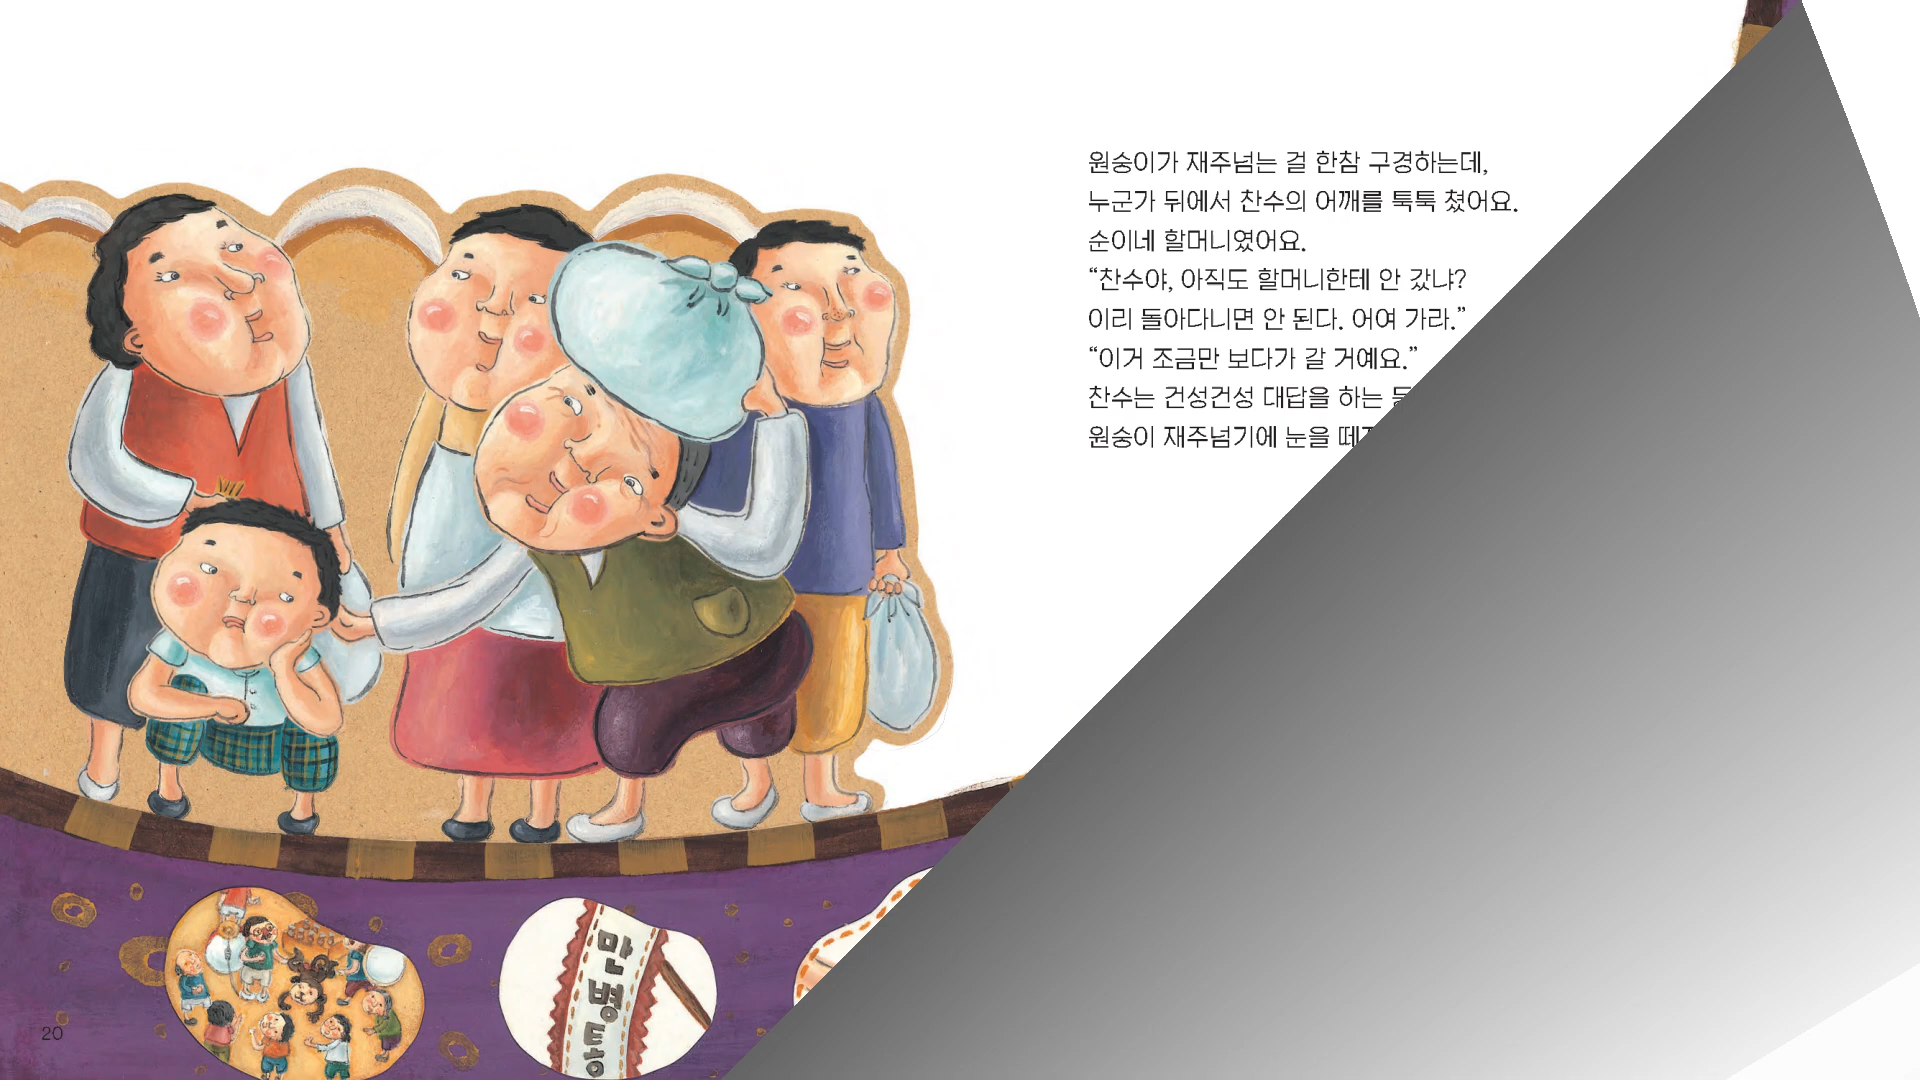 원숭이가 재주넘는 걸 한참 구경하는데,
누군가 뒤에서 찬수의 어깨를 툭툭 쳤어요.
순이네 할머니였어요.
“찬수야, 아직도 할머니한테 안 갔냐?
이리 돌아다니면 안 된다. 어여 가라.”
“이거 조금만 보다가 갈 거예요.”
찬수는 건성건성 대답을 하는
원숭이 재주넘기에 눈을
만병통
20